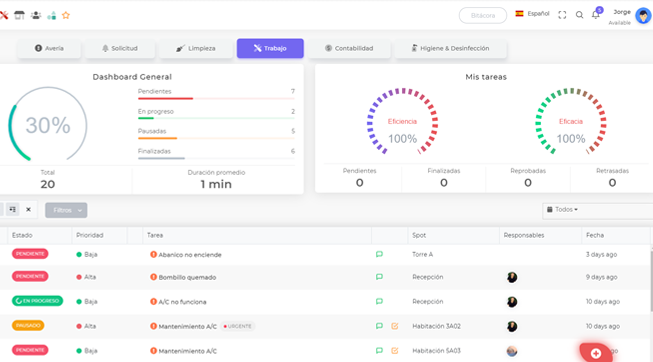 Bitácora
Español
5
Jorge
Available
Avería
Solicitud
Limpieza
Trabajo
Contabilidad
Higiene & Desinfección
Dashboard General
30%
Pendientes 7
En progreso 2
Pausadas 5
Finalizadas 6
Total
20
Duración promedio
1 min
Mis tareas
Eficiencia
100%
Eficacia
100%
Pendientes
0
Finalizadas
0
Reprobadas
0
Retrasadas
0
Filtros
Todos
Estado Prioridad Tarea Spot Responsables Fecha
PENDIENTE Baja Abanico no enciende Torre A 3 days ago
PENDIENTE Alta Bombillo quemado Recepción 9 days ago
EN PROGRESO Baja A/C no funciona Recepción 10 days ago
PAUSADO Alta Mantenimiento A/C URGENTE Habitación 3A02 10 days ago
PENDIENTE Baja Mantenimiento A/C Habitación SA03 ago